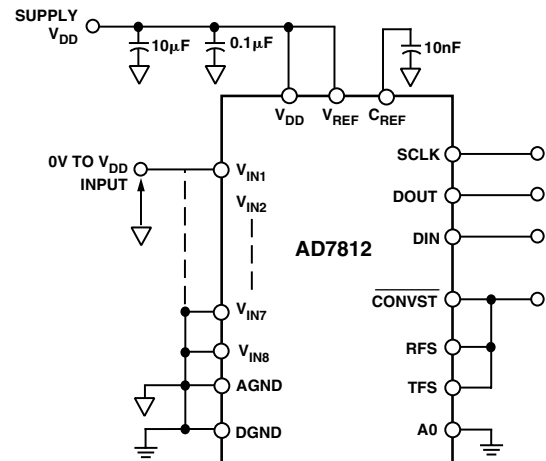 SUPPLY
VDD
10µF
0.1µF
10nF
VDD
VREF
CREF
0V TO VDD
INPUT
VIN1
VIN2
VIN7
VIN8
AGND
DGND
AD7812
SCLK
DOUT
DIN
CONVST
RFS
TFS
A0